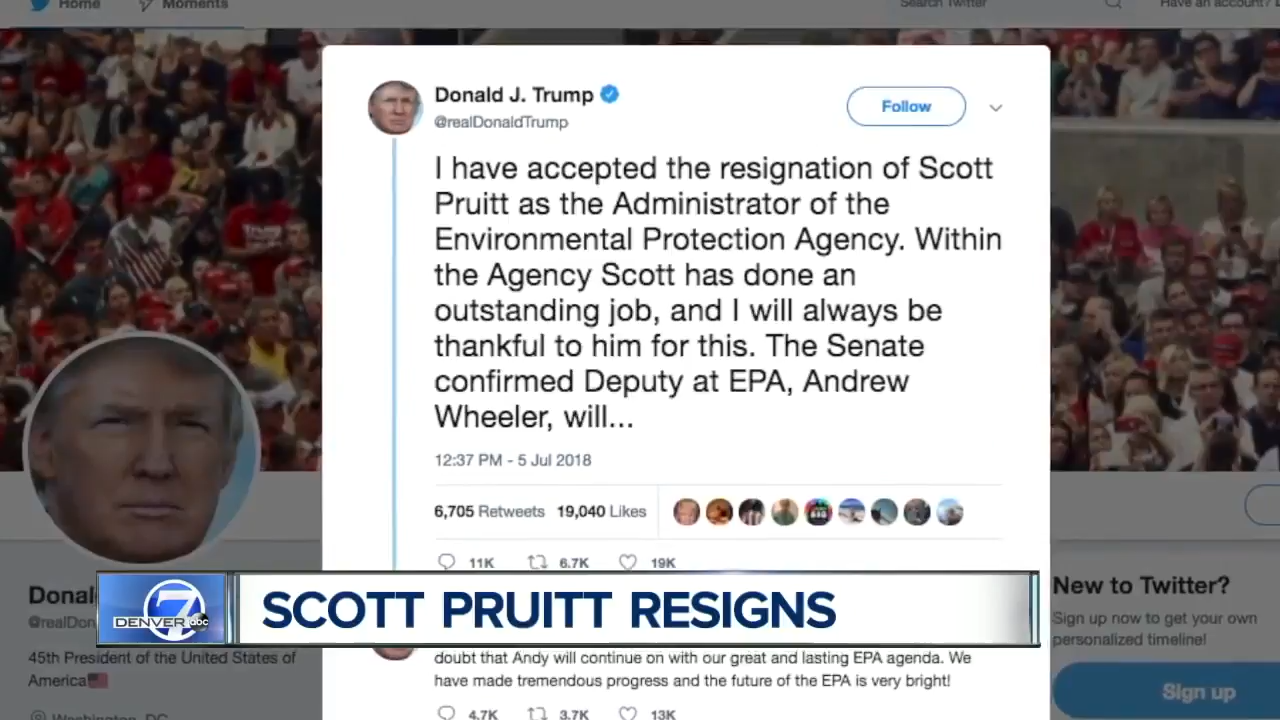 Home
Moments
Search Twitter
Have an account?
Donald J. Trump
@realDonaldTrump
Follow
I have accepted the resignation of Scott
Pruitt as the Administrator of the
Environmental Protection Agency. Within
the Agency Scott has done an
outstanding job, and I will always be
thankful to him for this. The Senate
confirmed Deputy at EPA, Andrew
Wheeler, will...
12:37 PM - 5 Jul 2018
6,705 Retweets 19,040 Likes
11K 6.7K 19K
DENVER 7 abc
SCOTT PRUITT RESIGNS
doubt that Andy will continue on with our great and lasting EPA agenda. We
have made tremendous progress and the future of the EPA is very bright!
4.7K 3.7K 13K
Donal
@realDon
45th President of the United States of
America
Washington, DC
New to Twitter?
Sign up now to get your own
personalized timeline!
Sign up